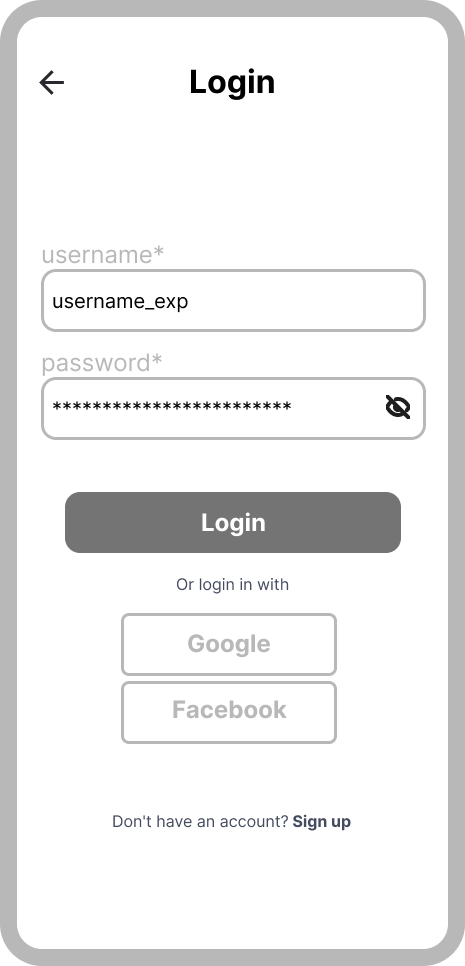 Login
username*
username_exp
password*
************************
Login
Or login in with
Google
Facebook
Don't have an account? Sign up